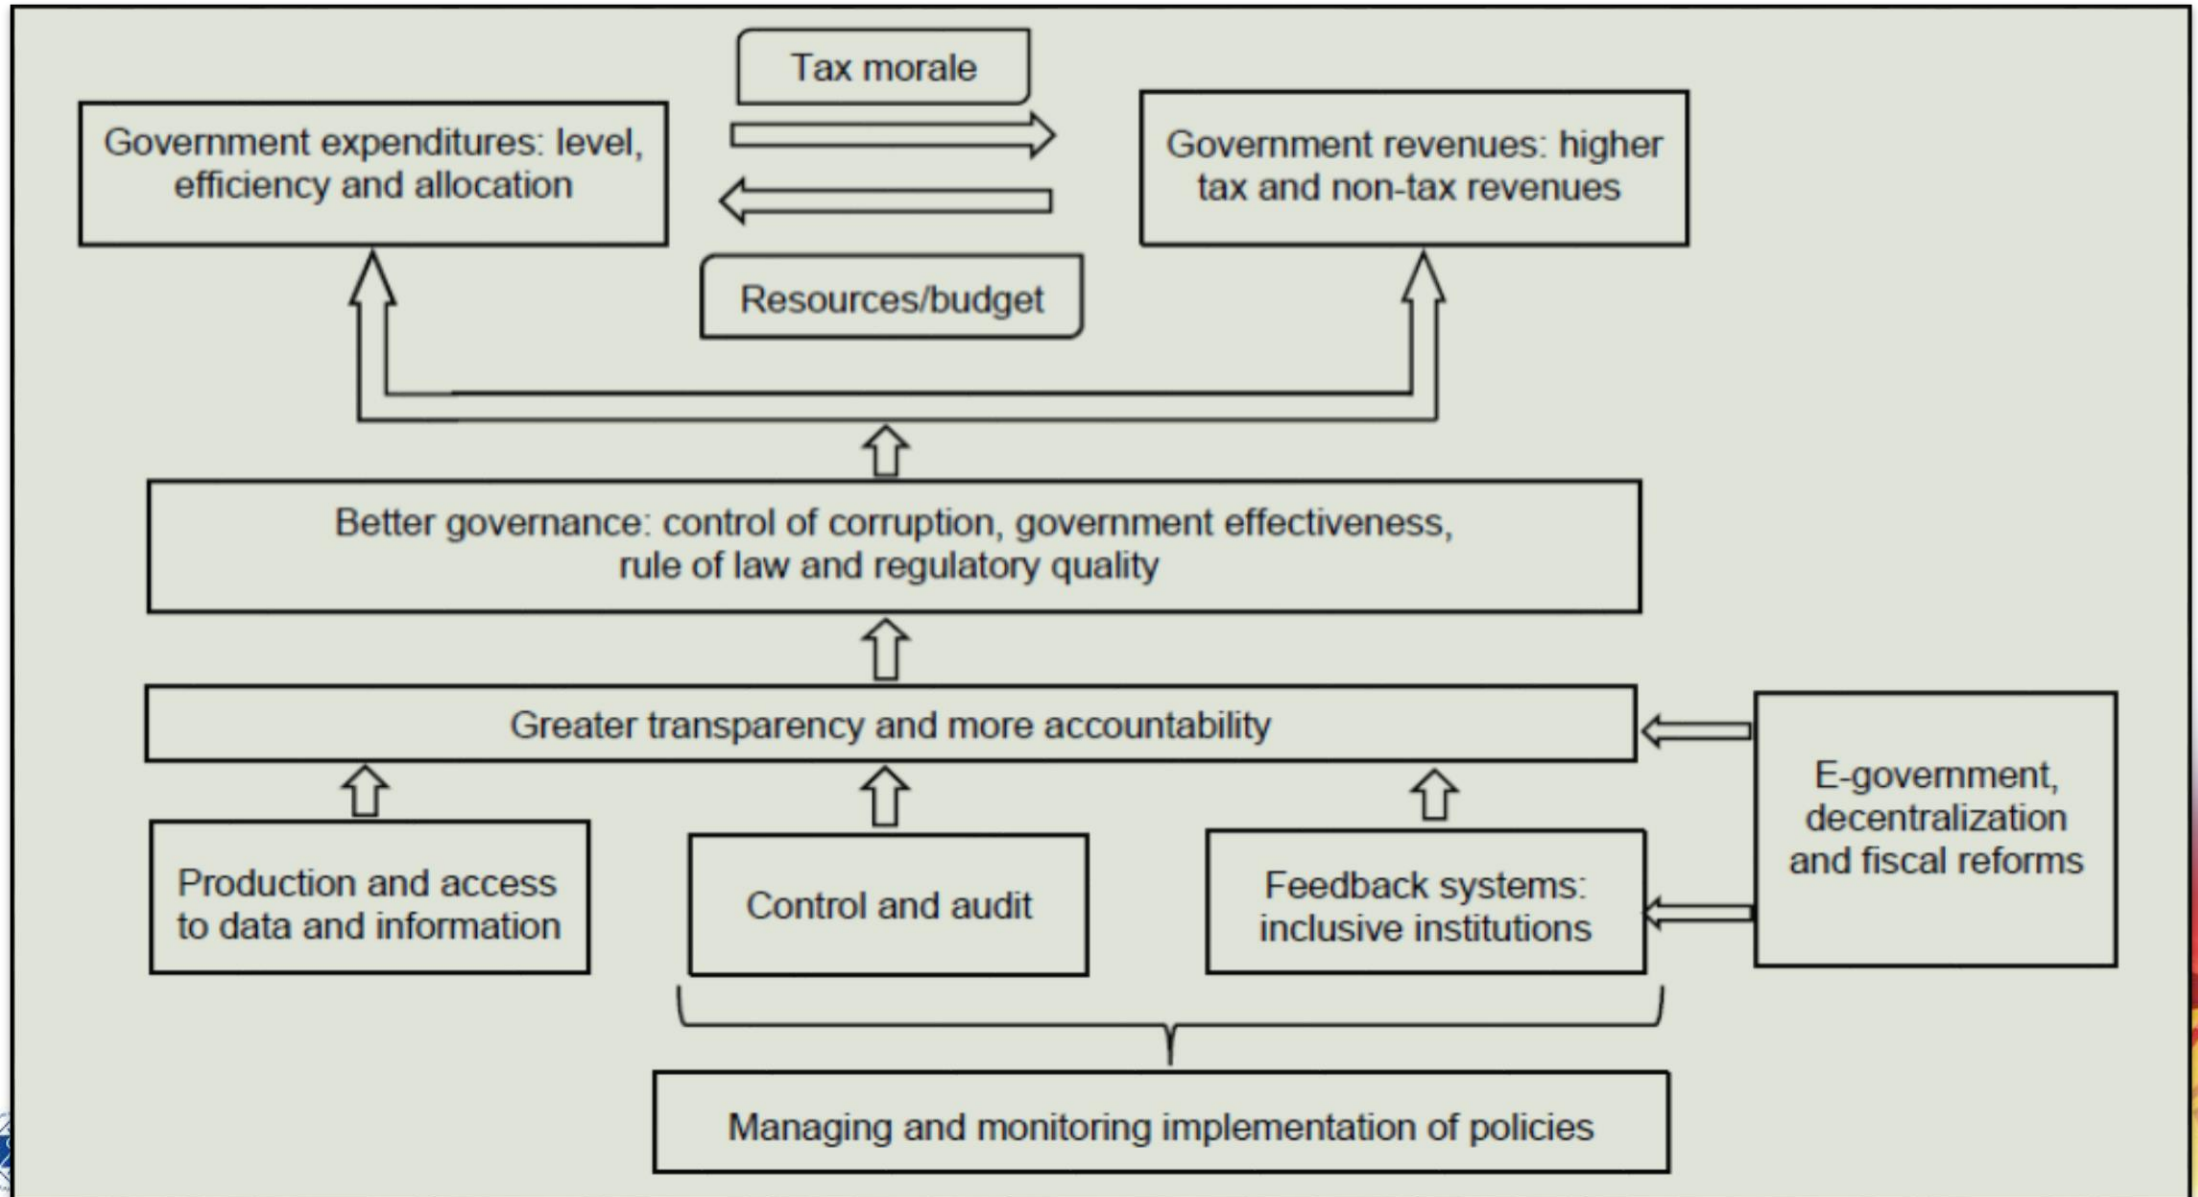 Tax morale
Government expenditures: level,
efficiency and allocation
Government revenues: higher
tax and non-tax revenues
Resources/budget
Better governance: control of corruption, government effectiveness,
rule of law and regulatory quality
Greater transparency and more accountability
E-government,
decentralization
and fiscal reforms
Production and access
to data and information
Control and audit
Feedback systems:
inclusive institutions
Managing and monitoring implementation of policies